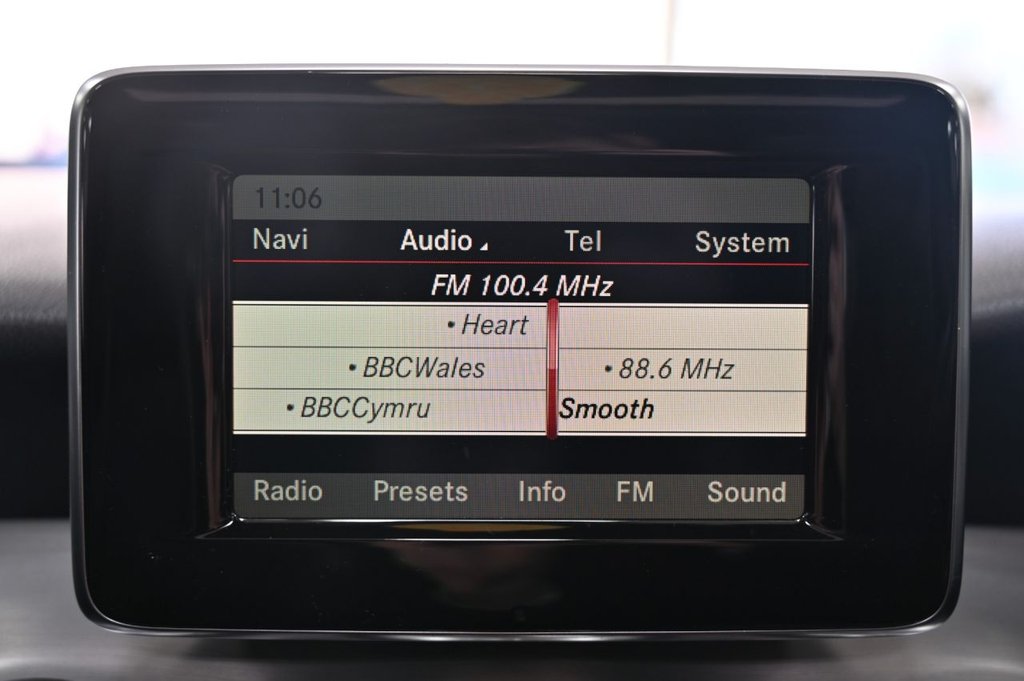 11:06
Navi Audio Tel System
FM 100.4 MHz
• Heart
• BBCWales • 88.6 MHz
• BBCCymru Smooth
Radio Presets Info FM Sound